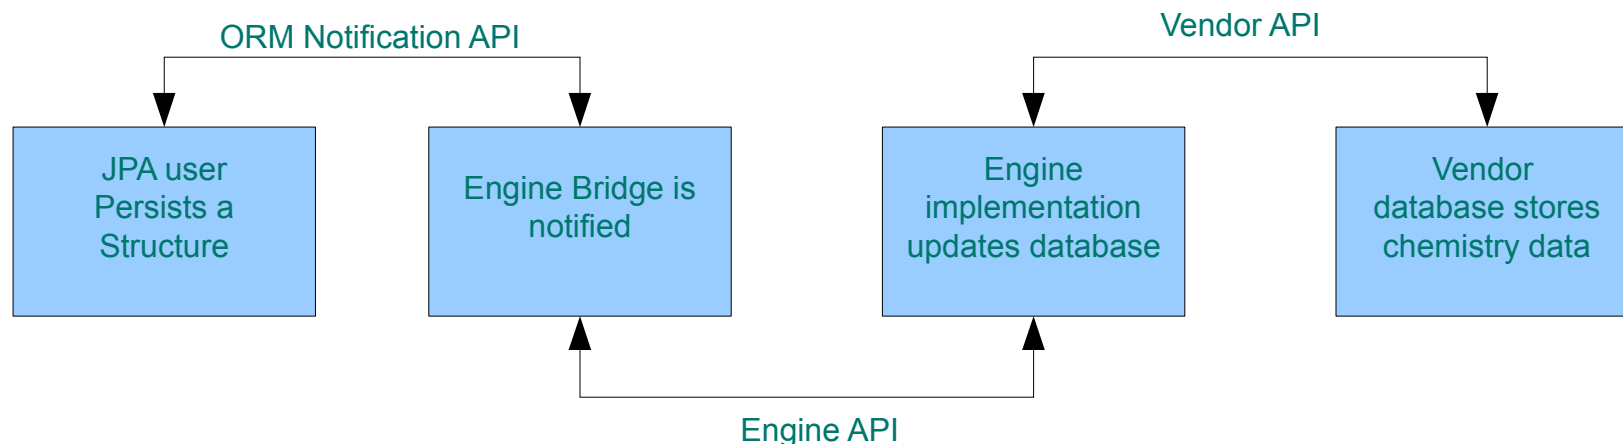 ORM Notification API
Vendor API
JPA user
Persists a
Structure
Engine Bridge is
notified
Engine
implementation
updates database
Vendor
database stores
chemistry data
Engine API